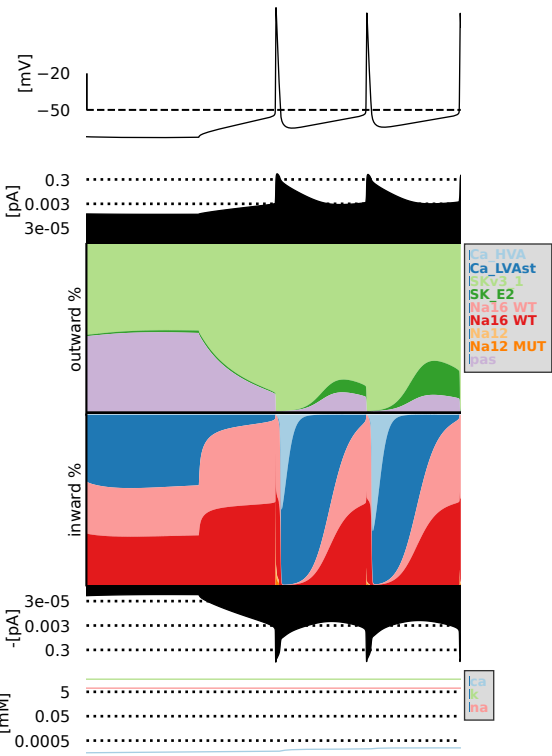 [mV]
−20
−50
[pA]
0.3
0.003
3e-05
outward %
Ca_HVA
Ca_LVAst
SKv3_1
SK_E2
Na16 WT
Na16 WT
Na12
Na12 MUT
pas
inward %
-[pA]
3e-05
0.003
0.3
[mM]
5
0.05
0.0005
ca
k
na